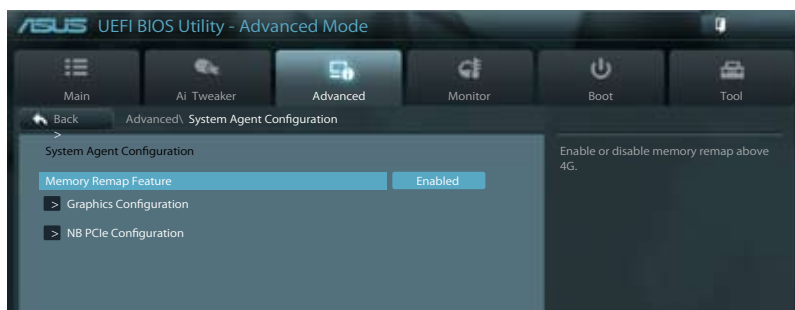 ASUS UEFI BIOS Utility - Advanced Mode
Main Ai Tweaker Advanced Monitor Boot Tool
Back Advanced\ System Agent Configuration
>
System Agent Configuration
Enable or disable memory remap above
4G.
Memory Remap Feature Enabled
> Graphics Configuration
> NB PCIe Configuration